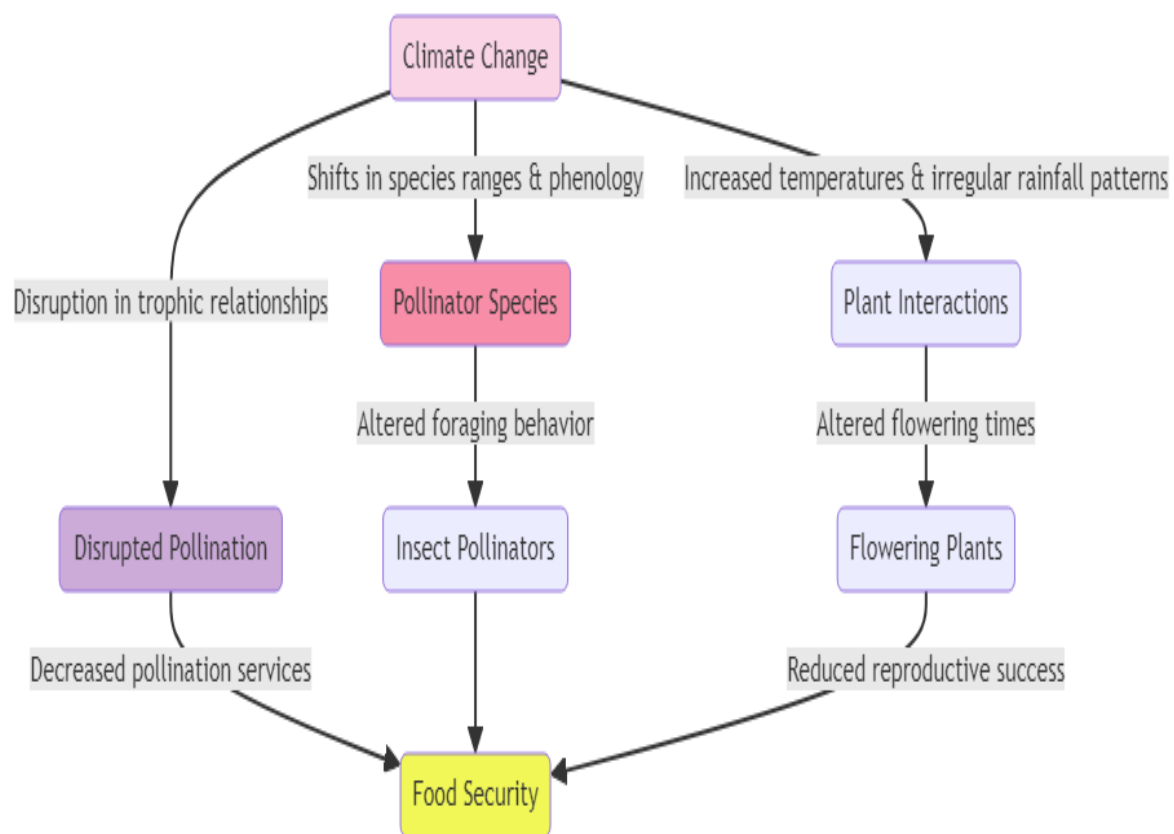 Climate Change
Shifts in species ranges & phenology
Increased temperatures & irregular rainfall patterns
Disruption in trophic relationships
Pollinator Species
Plant Interactions
Altered foraging behavior
Altered flowering times
Disrupted Pollination
Insect Pollinators
Flowering Plants
Decreased pollination services
Reduced reproductive success
Food Security